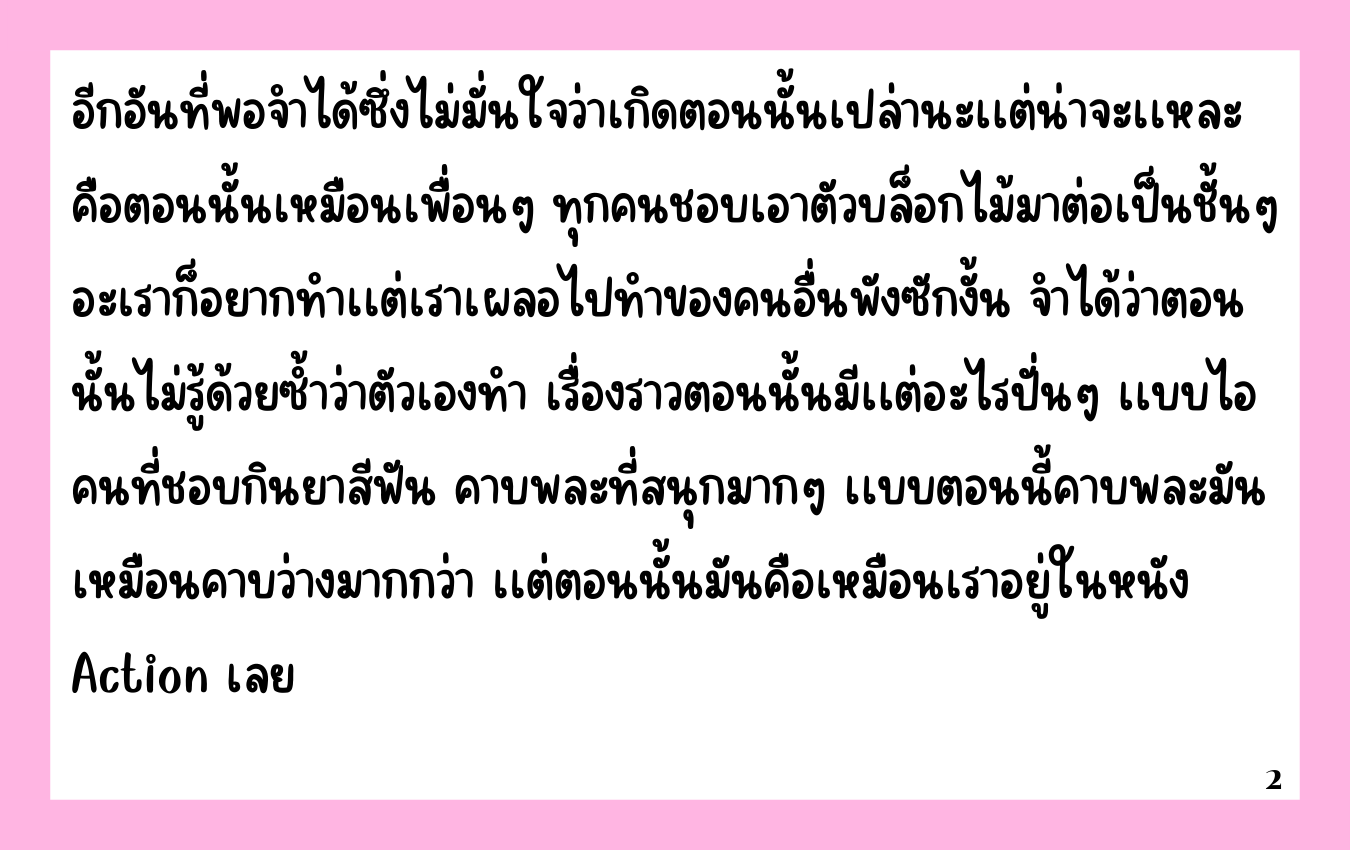 อีกอันที่พอจำได้ซึ่งไม่มั่นใจว่าเกิดตอนนั้นเปล่านะแต่น่าจะแหละ
คือตอนนั้นเหมือนเพื่อนๆ ทุกคนชอบเอาตัวบล็อกไม้มาต่อเป็นชั้นๆ
อะเราก็อยากทำแต่เราเผลอไปทำของคนอื่นพังซักงั้น จำได้ว่าตอน
นั้นไม่รู้ด้วยซ้ำว่าตัวเองทำ เรื่องราวตอนนั้นมีแต่อะไรปั่นๆ แบบไอ
คนที่ชอบกินยาสีฟัน คาบพละที่สนุกมากๆ แบบตอนนี้คาบพละมัน
เหมือนคาบว่างมากกว่า แต่ตอนนั้นมันคือเหมือนเราอยู่ในหนัง
Action เลย
2